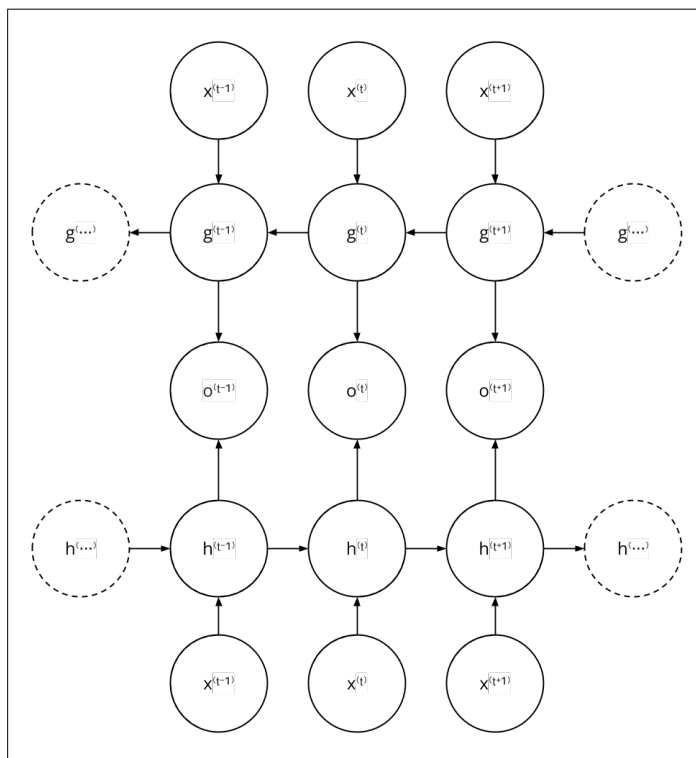 x⁽ᵗ⁻¹⁾ x⁽ᵗ⁾ x⁽ᵗ⁺¹⁾
g⁽···⁾ g⁽ᵗ⁻¹⁾ g⁽ᵗ⁾ g⁽ᵗ⁺¹⁾ g⁽···⁾
o⁽ᵗ⁻¹⁾ o⁽ᵗ⁾ o⁽ᵗ⁺¹⁾
h⁽···⁾ h⁽ᵗ⁻¹⁾ h⁽ᵗ⁾ h⁽ᵗ⁺¹⁾ h⁽···⁾
x⁽ᵗ⁻¹⁾ x⁽ᵗ⁾ x⁽ᵗ⁺¹⁾